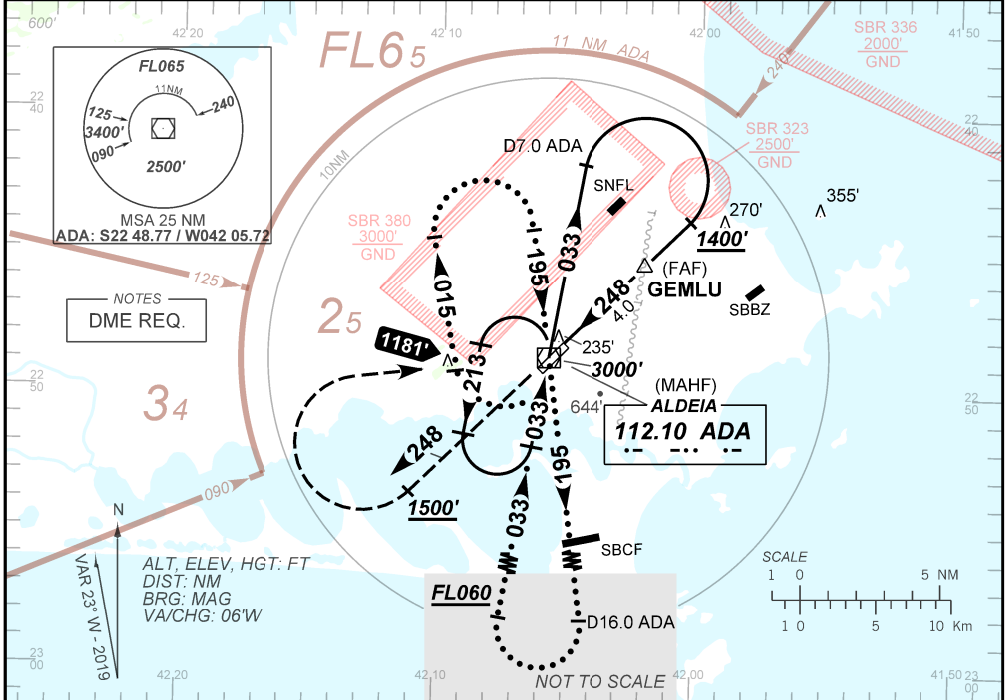 600'
42.20
42.10
42.00
41.50
FL065
11NM
125
240
3400'
090
2500'
MSA 25 NM
ADA: S22 48.77 / W042 05.72
22
40
FL65
11 NM ADA
240
SBR 336
2000'
GND
22
40
10NM
D7.0 ADA
SNFL
SBR 323
2500'
GND
355'
270'
1400'
SBR 380
3000'
GND
195
033
015
(FAF)
GEMLU
248
4.0
SBBZ
125
NOTES
DME REQ.
25
1181'
235'
3000'
213
22
50
34
(MAHF)
ALDEIA
644'
112.10 ADA
22
50
033
248
195
1500'
090
033
SBCF
N
VAR 23° W - 2019
ALT, ELEV, HGT: FT
DIST: NM
BRG: MAG
VA/CHG: 06'W
FL060
D16.0 ADA
NOT TO SCALE
SCALE
1 0 5 NM
1 0 5 10 Km
23
00
42.20
42.10
42.00
41.50
23
00